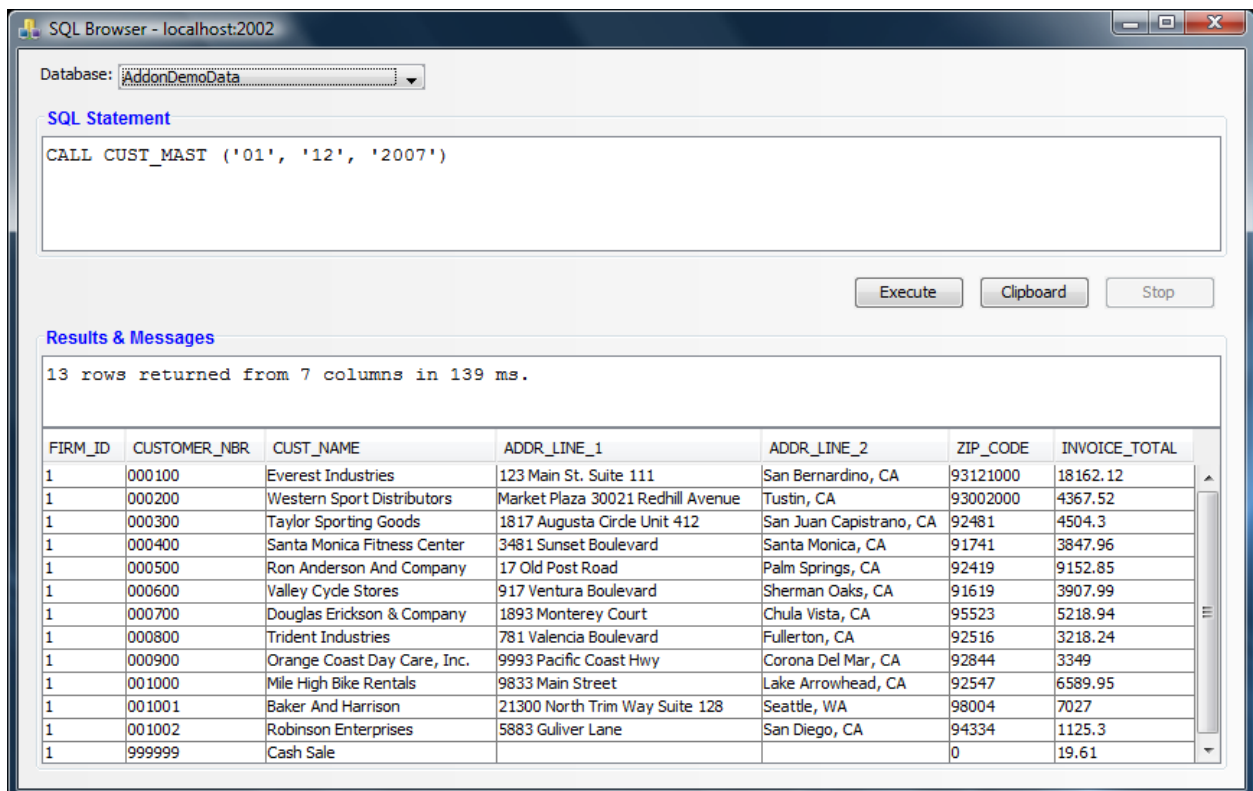 SQL Browser - localhost:2002
Database: AddonDemoData
SQL Statement
CALL CUST_MAST ('01', '12', '2007')
Execute Clipboard Stop
Results & Messages
13 rows returned from 7 columns in 139 ms.
FIRM_ID CUSTOMER_NBR CUST_NAME ADDR_LINE_1 ADDR_LINE_2 ZIP_CODE INVOICE_TOTAL
1 000100 Everest Industries 123 Main St. Suite 111 San Bernardino, CA 93121000 18162.12
1 000200 Western Sport Distributors Market Plaza 30021 Redhill Avenue Tustin, CA 93002000 4367.52
1 000300 Taylor Sporting Goods 1817 Augusta Circle Unit 412 San Juan Capistrano, CA 92481 4504.3
1 000400 Santa Monica Fitness Center 3481 Sunset Boulevard Santa Monica, CA 91741 3847.96
1 000500 Ron Anderson And Company 17 Old Post Road Palm Springs, CA 92419 9152.85
1 000600 Valley Cycle Stores 917 Ventura Boulevard Sherman Oaks, CA 91619 3907.99
1 000700 Douglas Erickson & Company 1893 Monterey Court Chula Vista, CA 95523 5218.94
1 000800 Trident Industries 781 Valencia Boulevard Fullerton, CA 92516 3218.24
1 000900 Orange Coast Day Care, Inc. 9993 Pacific Coast Hwy Corona Del Mar, CA 92844 3349
1 001000 Mile High Bike Rentals 9833 Main Street Lake Arrowhead, CA 92547 6589.95
1 001001 Baker And Harrison 21300 North Trim Way Suite 128 Seattle, WA 98004 7027
1 001002 Robinson Enterprises 5883 Guliver Lane San Diego, CA 94334 1125.3
1 999999 Cash Sale 0 19.61